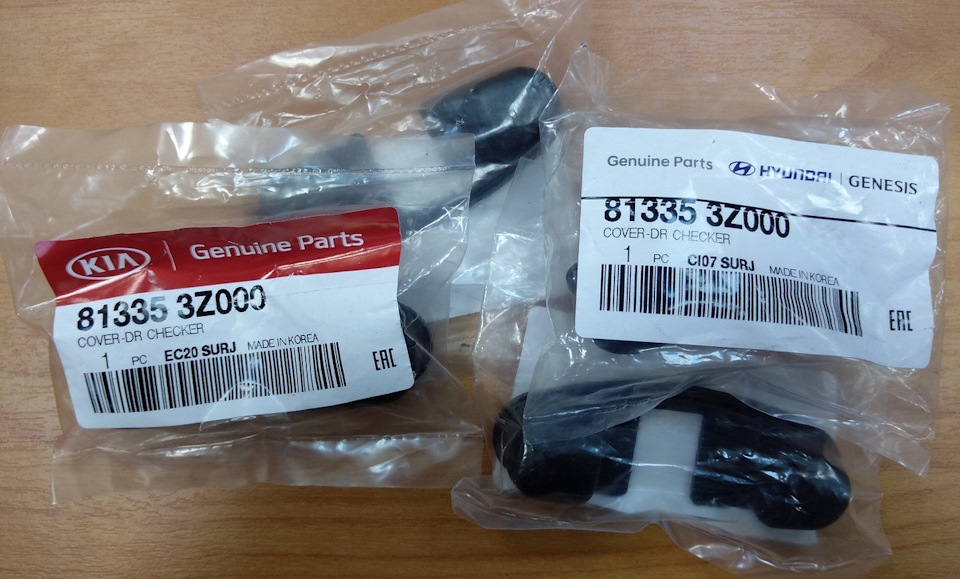 KIA | Genuine Parts
81335 3Z000
COVER-DR CHECKER
1 PC EC20 SURJ MADE IN KOREA
EAC
Genuine Parts HYUNDAI | GENESIS
81335 3Z000
COVER-DR CHECKER
1 PC CI07 SURJ MADE IN KOREA
EAC